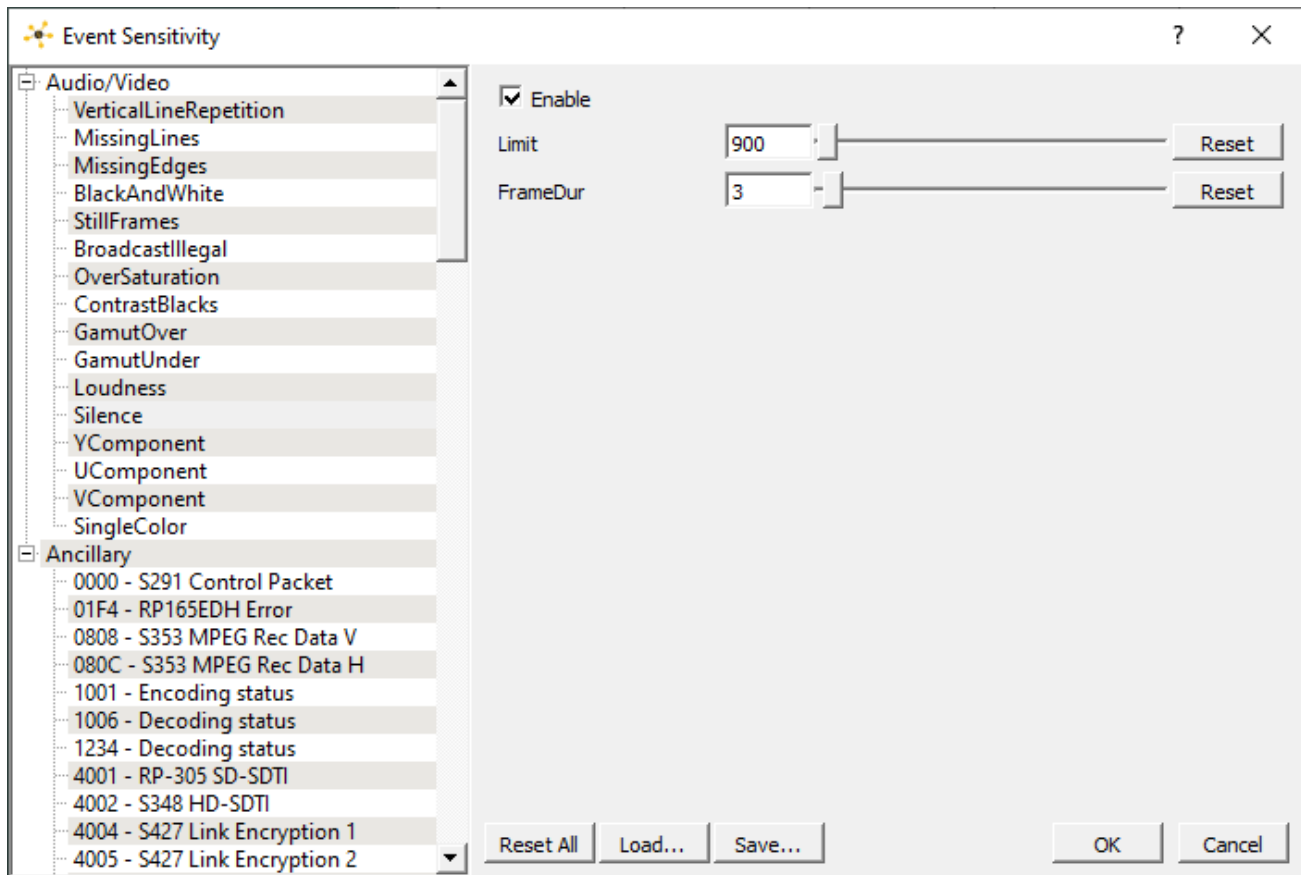 Event Sensitivity
?
Audio/Video
VerticalLineRepetition
MissingLines
MissingEdges
BlackAndWhite
StillFrames
BroadcastIllegal
OverSaturation
ContrastBlacks
GamutOver
GamutUnder
Loudness
Silence
YComponent
UComponent
VComponent
SingleColor
Ancillary
0000 - S291 Control Packet
01F4 - RP165EDH Error
0808 - S353 MPEG Rec Data V
080C - S353 MPEG Rec Data H
1001 - Encoding status
1006 - Decoding status
1234 - Decoding status
4001 - RP-305 SD-SDTI
4002 - S348 HD-SDTI
4004 - S427 Link Encryption 1
4005 - S427 Link Encryption 2
Enable
Limit 900 Reset
FrameDur 3 Reset
Reset All Load... Save... OK Cancel